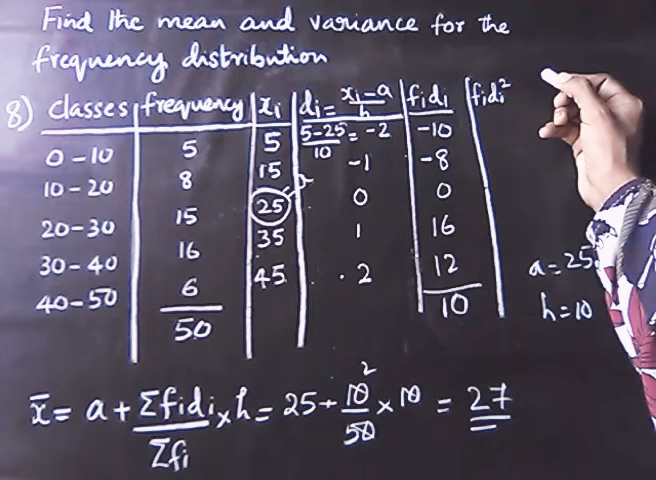 Find the mean and variance for the
frequency distribution
8) classes frequency xi di = xi-a/h fidi fidi²
0-10 5 5 5-25/10 = -2 -10
10-20 8 15 -1 -8
20-30 15 25 a 0 0
30-40 16 35 1 16
40-50 6 45 2 12
50 10
a=25
h=10
x̄ = a + Σfidi/Σfi × h = 25 + 10/50 × 10 2 = 27